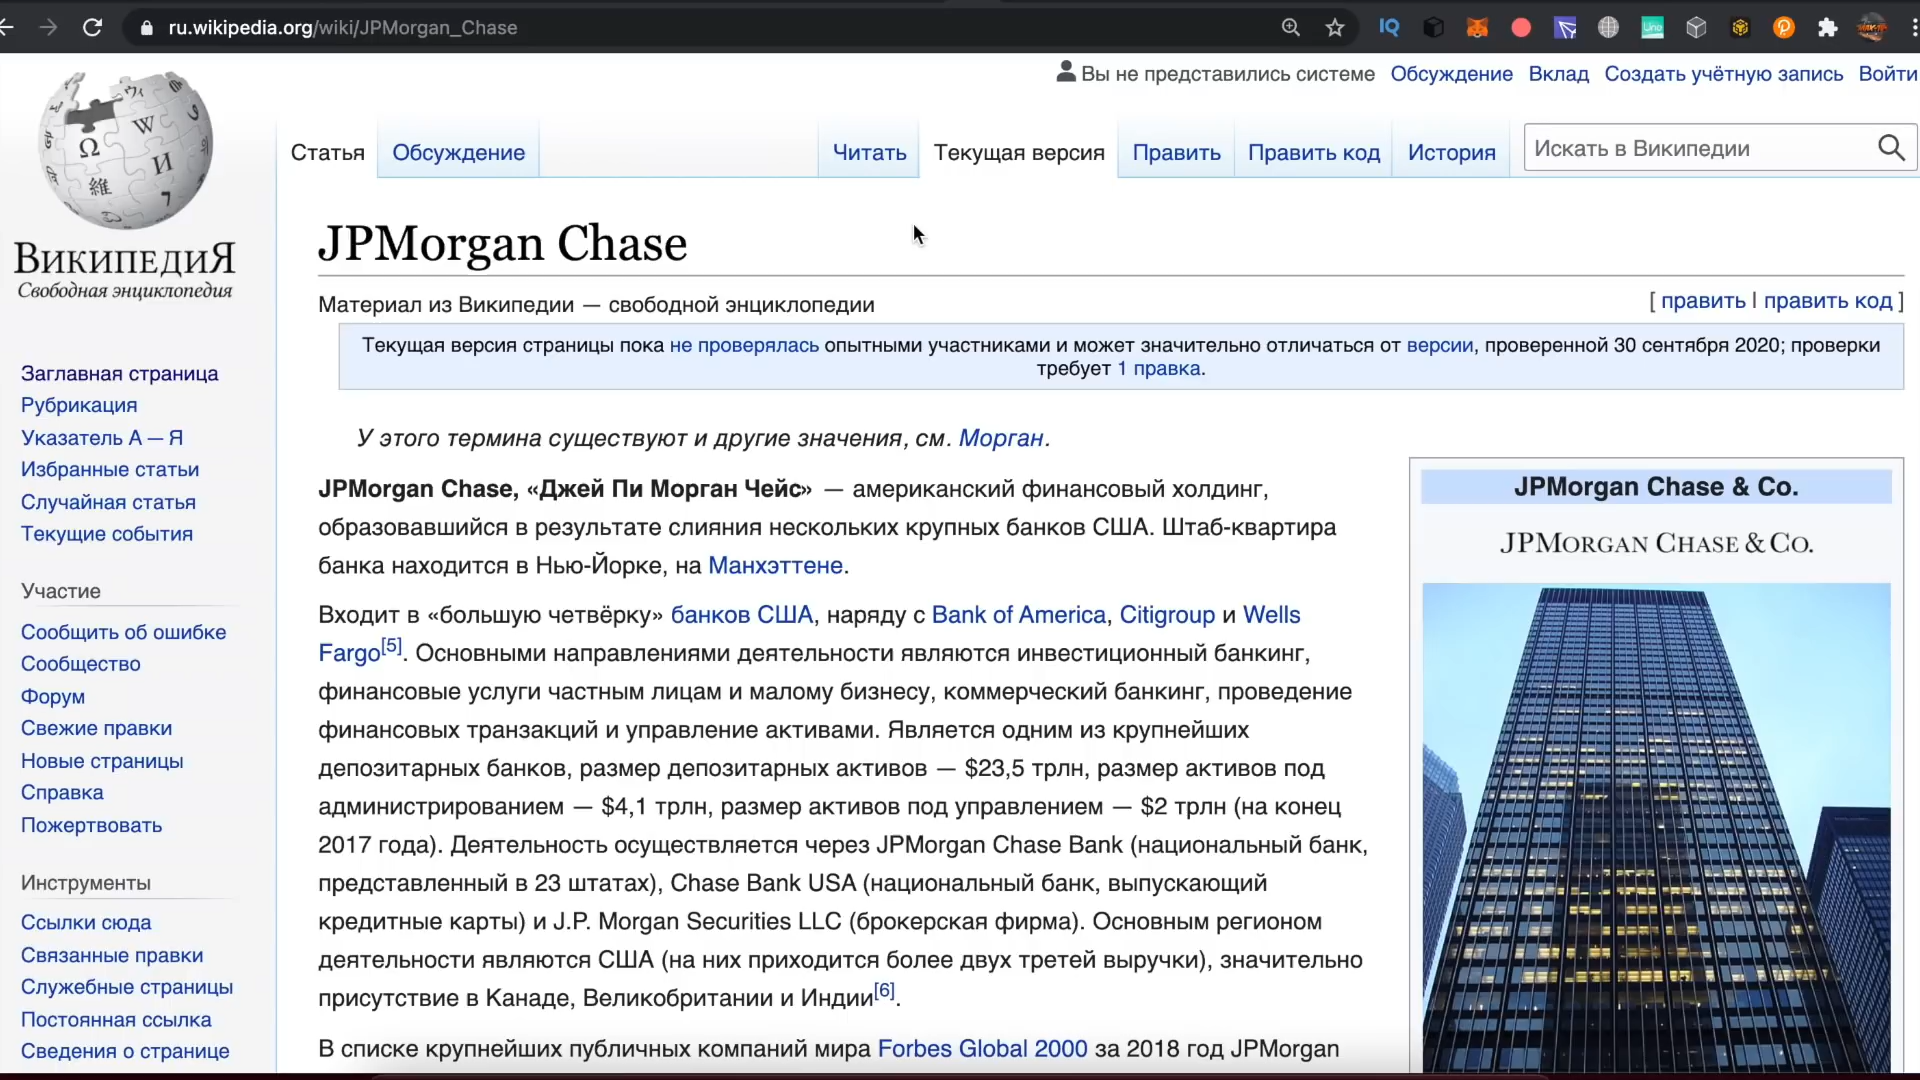 ru.wikipedia.org/wiki/JPMorgan_Chase
Вы не представились системе Обсуждение Вклад Создать учётную запись Войти
Статья Обсуждение Читать Текущая версия Править Править код История Искать в Википедии
ВикипедиЯ
Свободная энциклопедия
Заглавная страница
Рубрикация
Указатель А — Я
Избранные статьи
Случайная статья
Текущие события
Участие
Сообщить об ошибке
Сообщество
Форум
Свежие правки
Новые страницы
Справка
Пожертвовать
Инструменты
Ссылки сюда
Связанные правки
Служебные страницы
Постоянная ссылка
Сведения о странице
JPMorgan Chase
Материал из Википедии — свободной энциклопедии
[ править | править код ]
Текущая версия страницы пока не проверялась опытными участниками и может значительно отличаться от версии, проверенной 30 сентября 2020; проверки
требует 1 правка.
У этого термина существуют и другие значения, см. Морган.
JPMorgan Chase, «Джей Пи Морган Чейс» — американский финансовый холдинг,
образовавшийся в результате слияния нескольких крупных банков США. Штаб-квартира
банка находится в Нью-Йорке, на Манхэттене.
Входит в «большую четвёрку» банков США, наряду с Bank of America, Citigroup и Wells
Fargo[5]. Основными направлениями деятельности являются инвестиционный банкинг,
финансовые услуги частным лицам и малому бизнесу, коммерческий банкинг, проведение
финансовых транзакций и управление активами. Является одним из крупнейших
депозитарных банков, размер депозитарных активов — $23,5 трлн, размер активов под
администрированием — $4,1 трлн, размер активов под управлением — $2 трлн (на конец
2017 года). Деятельность осуществляется через JPMorgan Chase Bank (национальный банк,
представленный в 23 штатах), Chase Bank USA (национальный банк, выпускающий
кредитные карты) и J.P. Morgan Securities LLC (брокерская фирма). Основным регионом
деятельности являются США (на них приходится более двух третей выручки), значительно
присутствие в Канаде, Великобритании и Индии[6].
В списке крупнейших публичных компаний мира Forbes Global 2000 за 2018 год JPMorgan
JPMorgan Chase & Co.
JPMORGAN CHASE & CO.